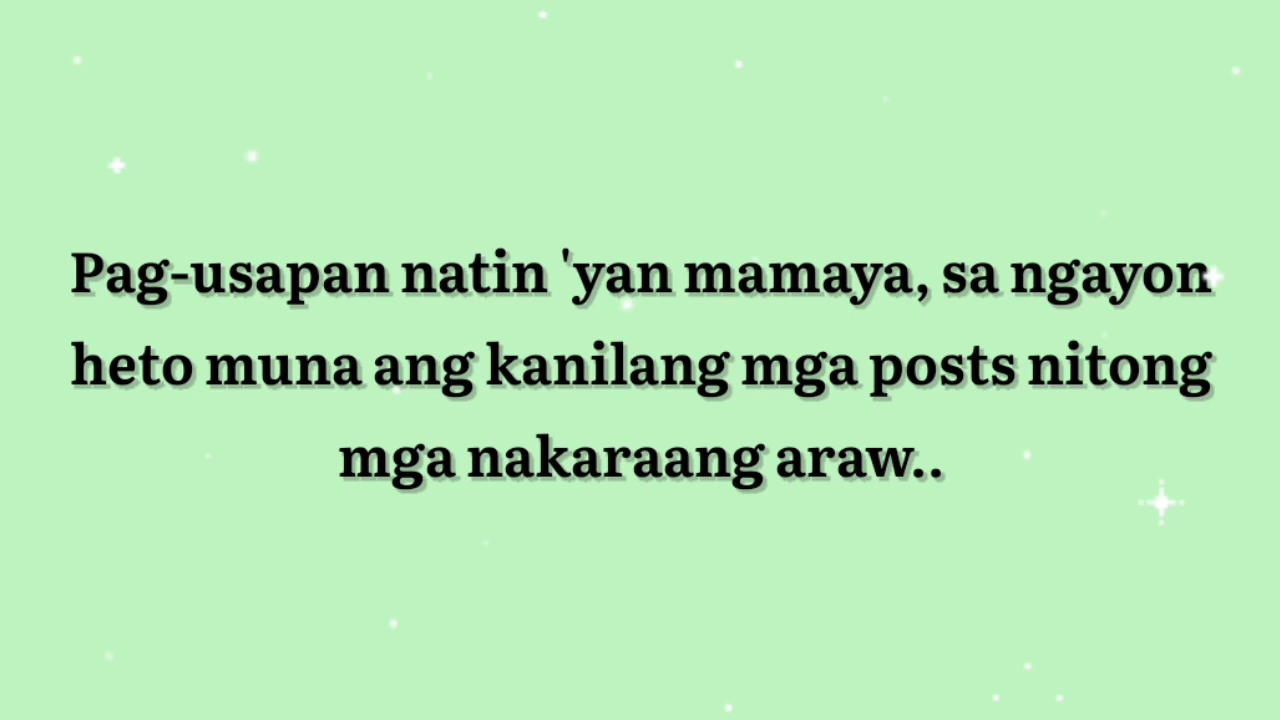 Pag-usapan natin 'yan mamaya, sa ngayon
heto muna ang kanilang mga posts nitong
mga nakaraang araw..